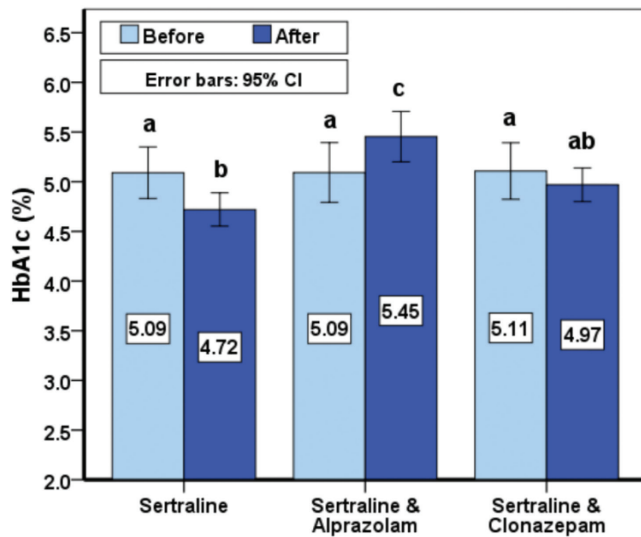 Before After
Error bars: 95% CI
HbA1c (%)
6.5
6.0
5.5
5.0
4.5
4.0
3.5
3.0
2.5
2.0
a
b
a
c
a
ab
5.09
4.72
5.09
5.45
5.11
4.97
Sertraline
Sertraline &
Alprazolam
Sertraline &
Clonazepam